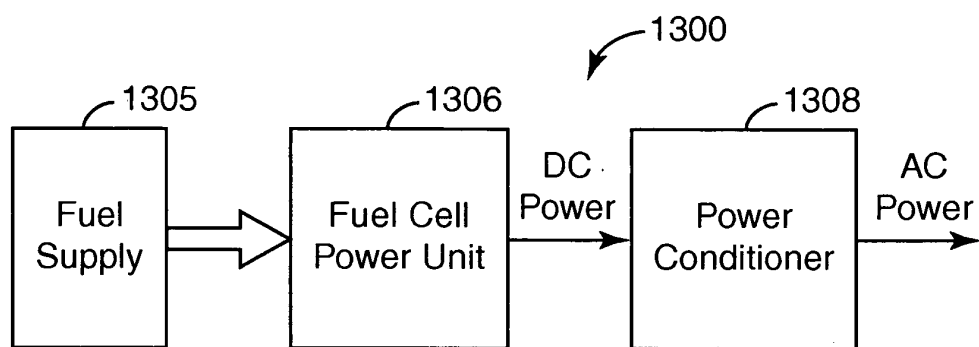 1300
1305
1306
1308
Fuel
Supply
Fuel Cell
Power Unit
DC
Power
Power
Conditioner
AC
Power